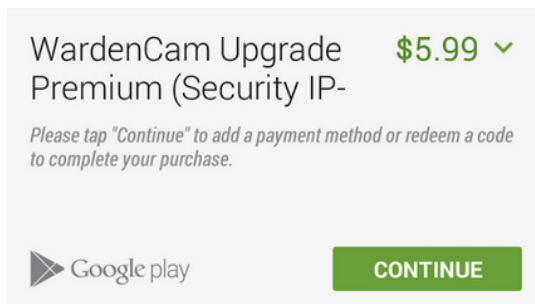 WardenCam Upgrade $5.99
Premium (Security IP-
Please tap "Continue" to add a payment method or redeem a code
to complete your purchase.
Google play CONTINUE